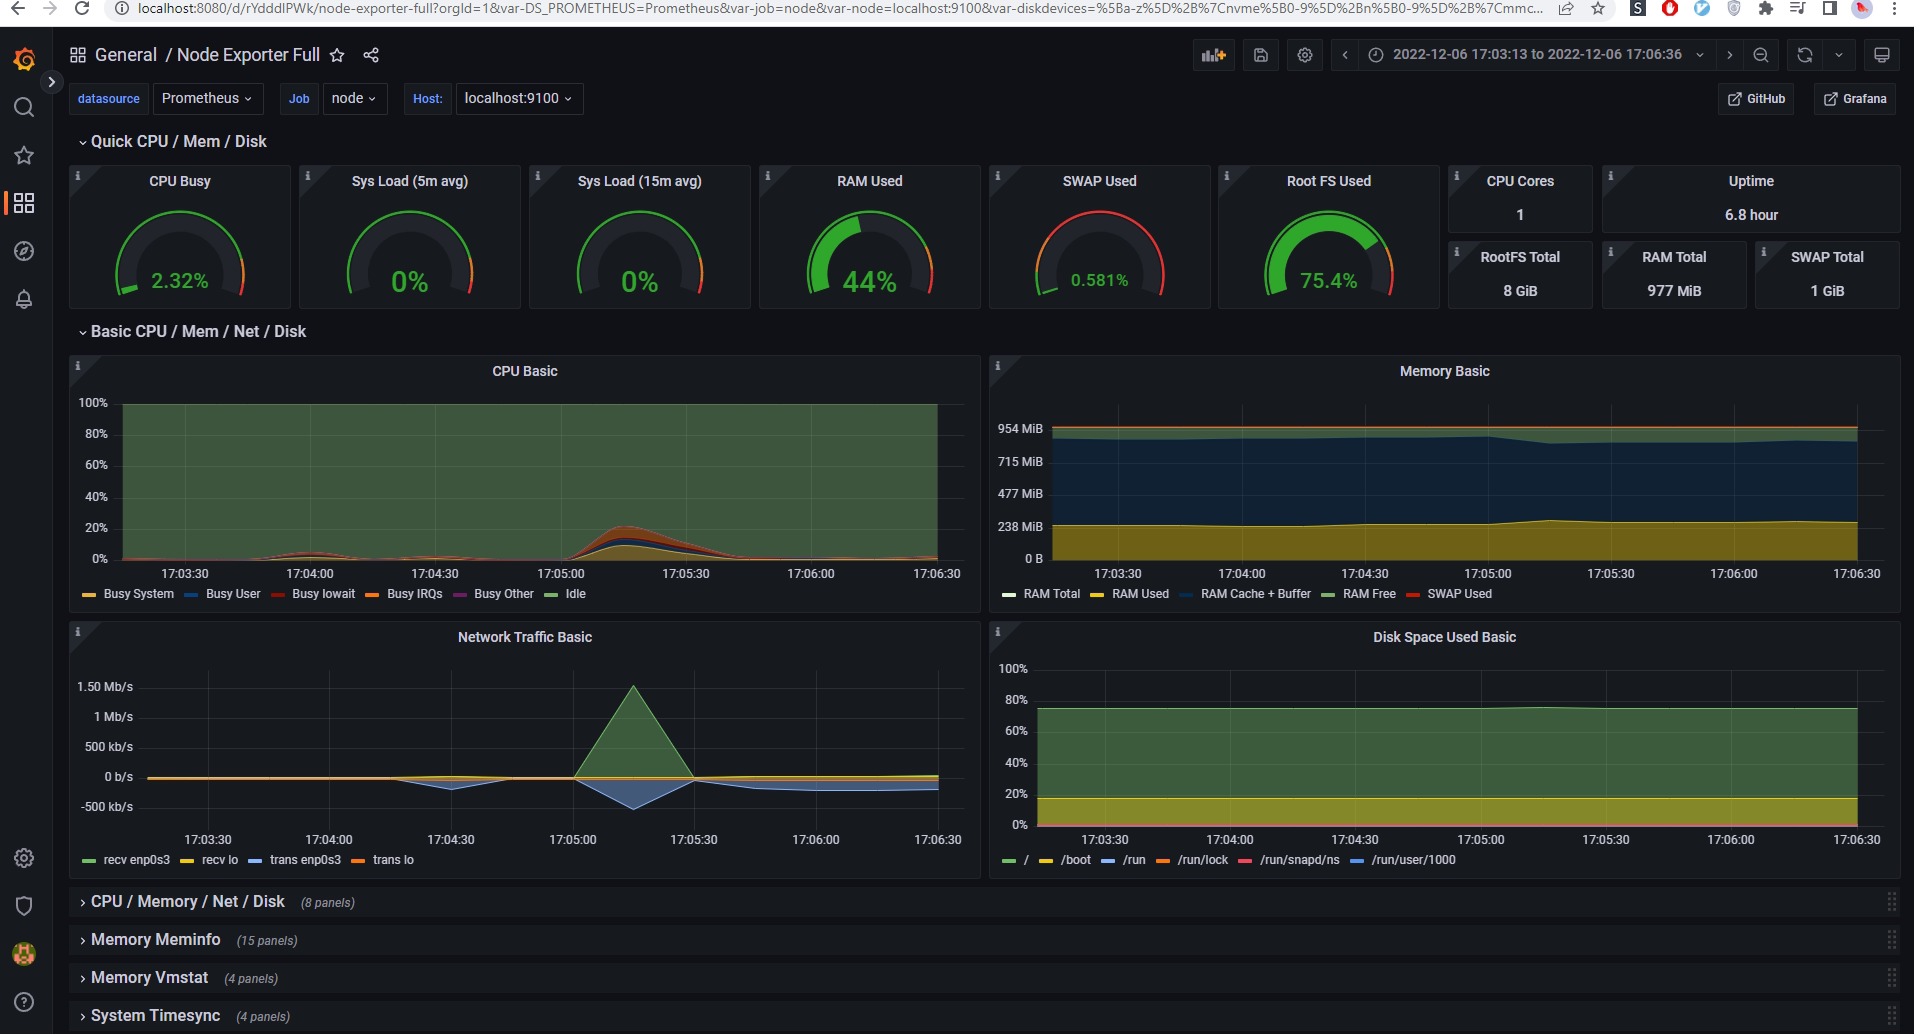 localhost:8080/d/rYdddlPWk/node-exporter-full?orgId=1&var-DS_PROMETHEUS=Prometheus&var-job=node&var-node=localhost:9100&var-diskdevices=%5Ba-z%5D%2B%7Cnvme%5B0-9%5D%2Bn%5B0-9%5D%2B%7Cmmc...
General / Node Exporter Full
2022-12-06 17:03:13 to 2022-12-06 17:06:36
datasource Prometheus Job node Host: localhost:9100 GitHub Grafana
Quick CPU / Mem / Disk
CPU Busy
2.32%
Sys Load (5m avg)
0%
Sys Load (15m avg)
0%
RAM Used
44%
SWAP Used
0.581%
Root FS Used
75.4%
CPU Cores
1
Uptime
6.8 hour
RootFS Total
8 GiB
RAM Total
977 MiB
SWAP Total
1 GiB
Basic CPU / Mem / Net / Disk
CPU Basic
100%
80%
60%
40%
20%
0%
17:03:30 17:04:00 17:04:30 17:05:00 17:05:30 17:06:00 17:06:30
Busy System Busy User Busy Iowait Busy IRQs Busy Other Idle
Memory Basic
954 MiB
715 MiB
477 MiB
238 MiB
0 B
17:03:30 17:04:00 17:04:30 17:05:00 17:05:30 17:06:00 17:06:30
RAM Total RAM Used RAM Cache + Buffer RAM Free SWAP Used
Network Traffic Basic
1.50 Mb/s
1 Mb/s
500 kb/s
0 b/s
-500 kb/s
17:03:30 17:04:00 17:04:30 17:05:00 17:05:30 17:06:00 17:06:30
recv enp0s3 recv lo trans enp0s3 trans lo
Disk Space Used Basic
100%
80%
60%
40%
20%
0%
17:03:30 17:04:00 17:04:30 17:05:00 17:05:30 17:06:00 17:06:30
/ /boot /run /run/lock /run/snapd/ns /run/user/1000
CPU / Memory / Net / Disk (8 panels)
Memory Meminfo (15 panels)
Memory Vmstat (4 panels)
System Timesync (4 panels)